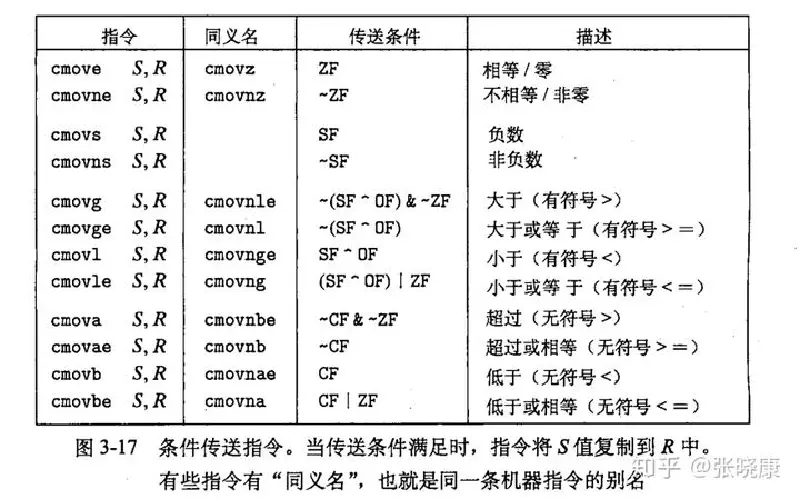 指令 同义名 传送条件 描述
cmove S, R cmovz ZF 相等/零
cmovne S, R cmovnz ~ZF 不相等/非零
cmovs S, R SF 负数
cmovns S, R ~SF 非负数
cmovg S, R cmovnle ~(SF ^ OF) & ~ZF 大于（有符号>）
cmovge S, R cmovnl ~(SF ^ OF) 大于或等 于（有符号>=）
cmovl S, R cmovnge SF ^ OF 小于（有符号<）
cmovle S, R cmovng (SF ^ OF) | ZF 小于或等 于（有符号<=）
cmova S, R cmovnbe ~CF & ~ZF 超过（无符号>）
cmovae S, R cmovnb ~CF 超过或相等（无符号>=）
cmovb S, R cmovnae CF 低于（无符号<）
cmovbe S, R cmovna CF | ZF 低于或相等（无符号<=）
图 3-17 条件传送指令。当传送条件满足时，指令将 S 值复制到 R 中。
有些指令有“同义名”，也就是同一条机器指令的别名
知乎 @张晓康